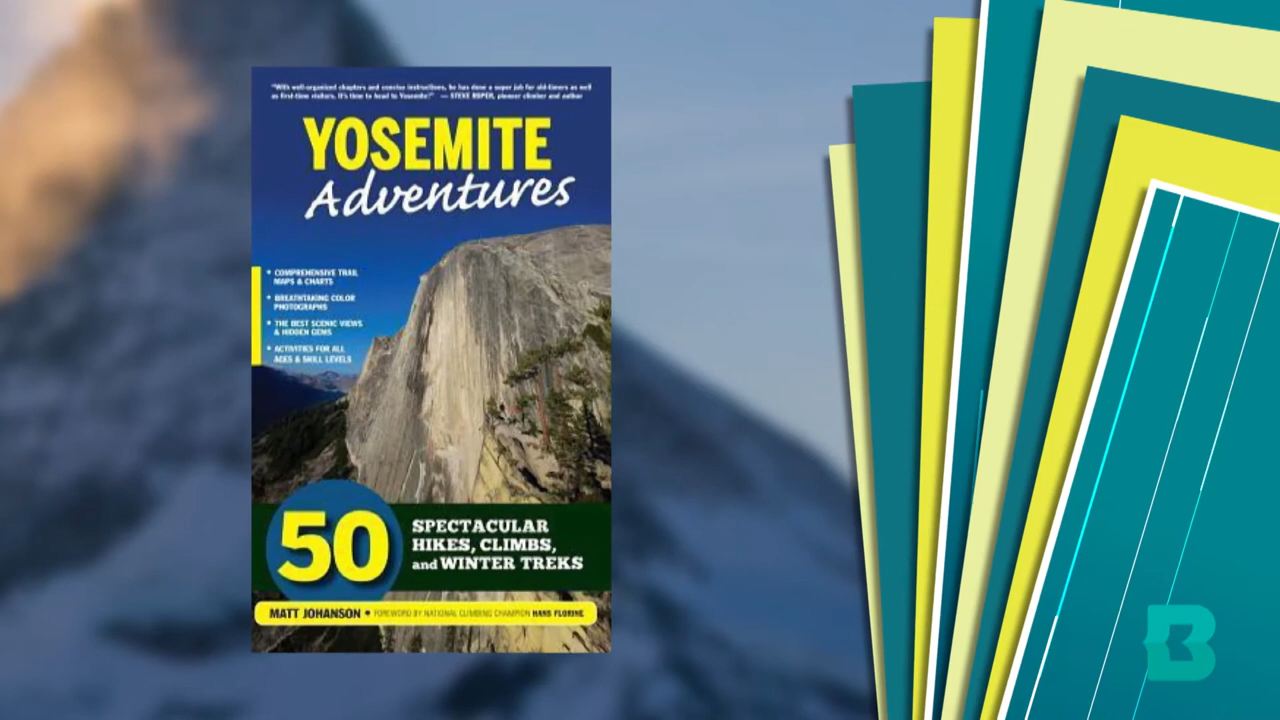 "With well-organized chapters and concise instructions, he has done a super job for old-timers as well
as first-time visitors. It's time to head to Yosemite!" — STEVE ROPER, pioneer climber and author
YOSEMITE
Adventures
• COMPREHENSIVE TRAIL
MAPS & CHARTS
• BREATHTAKING COLOR
PHOTOGRAPHS
• THE BEST SCENIC VIEWS
& HIDDEN GEMS
• ACTIVITIES FOR ALL
AGES & SKILL LEVELS
50
SPECTACULAR
HIKES, CLIMBS,
and WINTER TREKS
MATT JOHANSON • FOREWORD BY NATIONAL CLIMBING CHAMPION HANS FLORINE
B